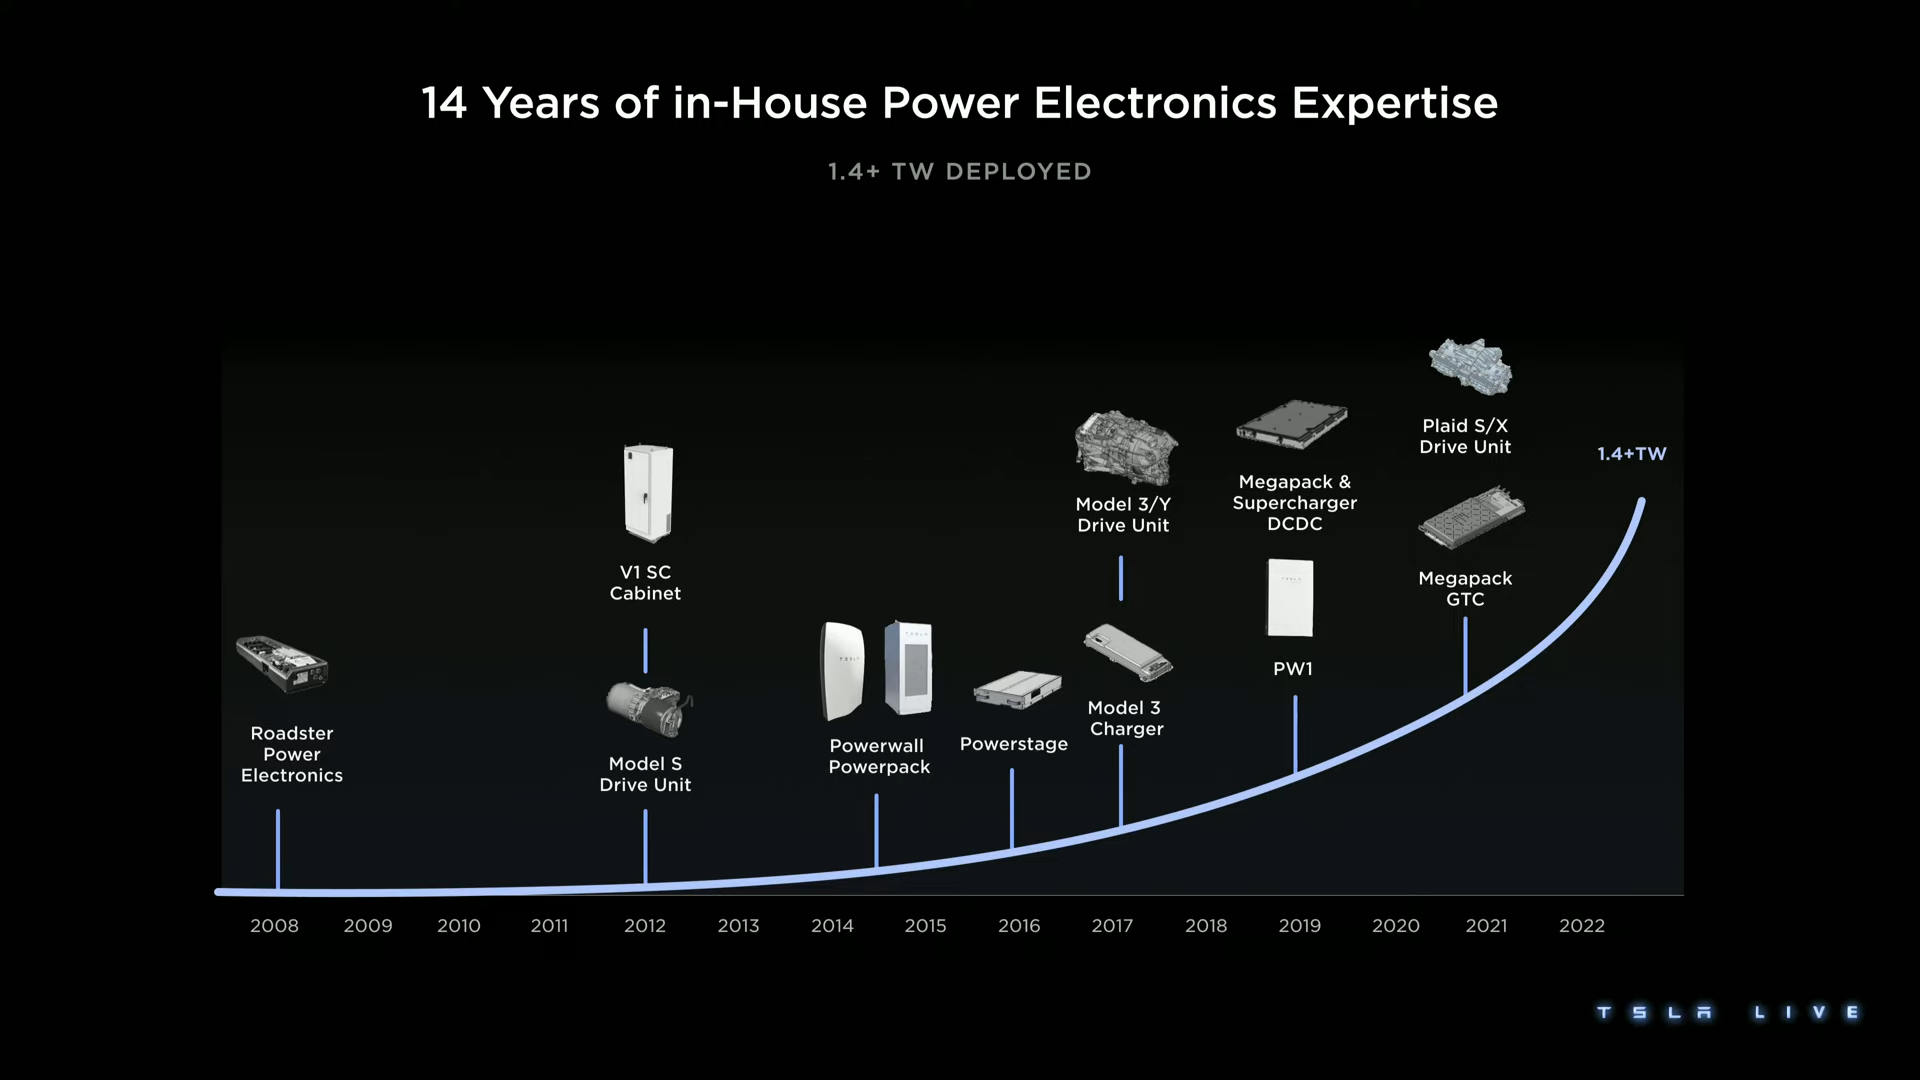 14 Years of in-House Power Electronics Expertise
1.4+ TW DEPLOYED
Roadster
Power
Electronics
V1 SC
Cabinet
Model S
Drive Unit
TESLA
TESLA
Powerwall
Powerpack
Powerstage
Model 3/Y
Drive Unit
Model 3
Charger
Megapack &
Supercharger
DCDC
TESLA
PW1
Plaid S/X
Drive Unit
Megapack
GTC
1.4+TW
2008 2009 2010 2011 2012 2013 2014 2015 2016 2017 2018 2019 2020 2021 2022
TSLA LIVE